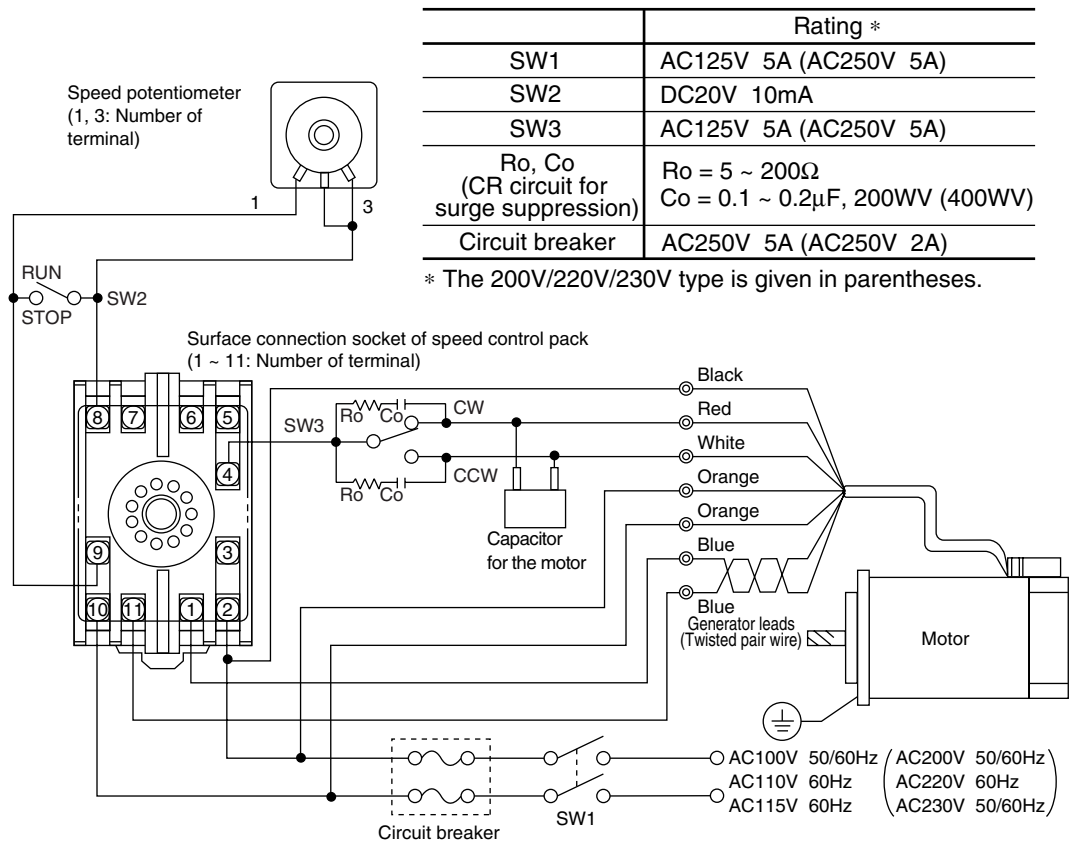 Rating *
SW1 AC125V 5A (AC250V 5A)
SW2 DC20V 10mA
SW3 AC125V 5A (AC250V 5A)
Ro, Co
(CR circuit for
surge suppression)
Ro = 5 ~ 200Ω
Co = 0.1 ~ 0.2μF, 200WV (400WV)
Circuit breaker AC250V 5A (AC250V 2A)
* The 200V/220V/230V type is given in parentheses.
Speed potentiometer
(1, 3: Number of
terminal)
1
3
RUN
STOP
SW2
Surface connection socket of speed control pack
(1 ~ 11: Number of terminal)
8
7
6
5
4
9
3
10
11
1
2
SW3
Ro
Co
CW
Ro
Co
CCW
Capacitor
for the motor
Black
Red
White
Orange
Orange
Blue
Blue
Generator leads
(Twisted pair wire)
Motor
Circuit breaker
SW1
AC100V 50/60Hz (AC200V 50/60Hz
AC110V 60Hz AC220V 60Hz
AC115V 60Hz AC230V 50/60Hz)